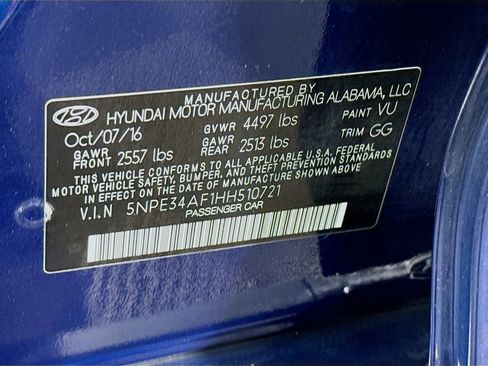 MANUFACTURED BY
HYUNDAI MOTOR MANUFACTURING ALABAMA, LLC
Oct/07/16 GVWR 4497 lbs PAINT VU
GAWR FRONT 2557 lbs GAWR REAR 2513 lbs TRIM GG
THIS VEHICLE CONFORMS TO ALL APPLICABLE U.S.A. FEDERAL
MOTOR VEHICLE SAFETY, BUMPER, AND THEFT PREVENTION STANDARDS
IN EFFECT ON THE DATE OF MANUFACTURE SHOWN ABOVE.
V.I.N 5NPE34AF1HH510721
PASSENGER CAR